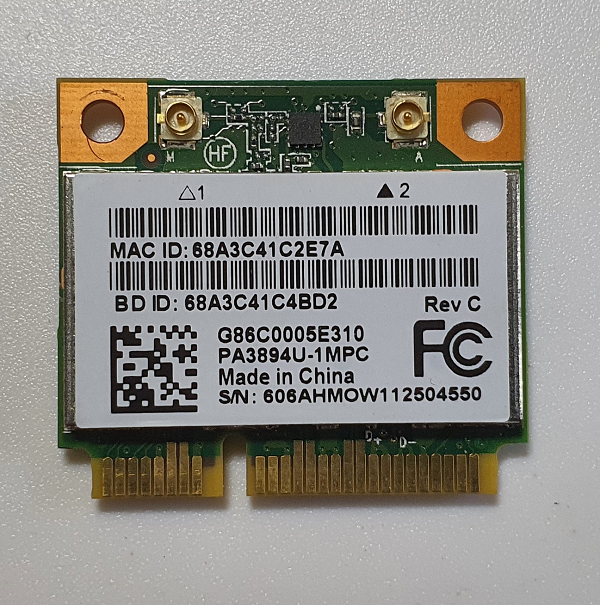 M
HF
A
△1 ▲2
MAC ID: 68A3C41C2E7A
BD ID: 68A3C41C4BD2
Rev C
G86C0005E310
PA3894U-1MPC
Made in China
S/N: 606AHMOW112504550
FC
D+ D-